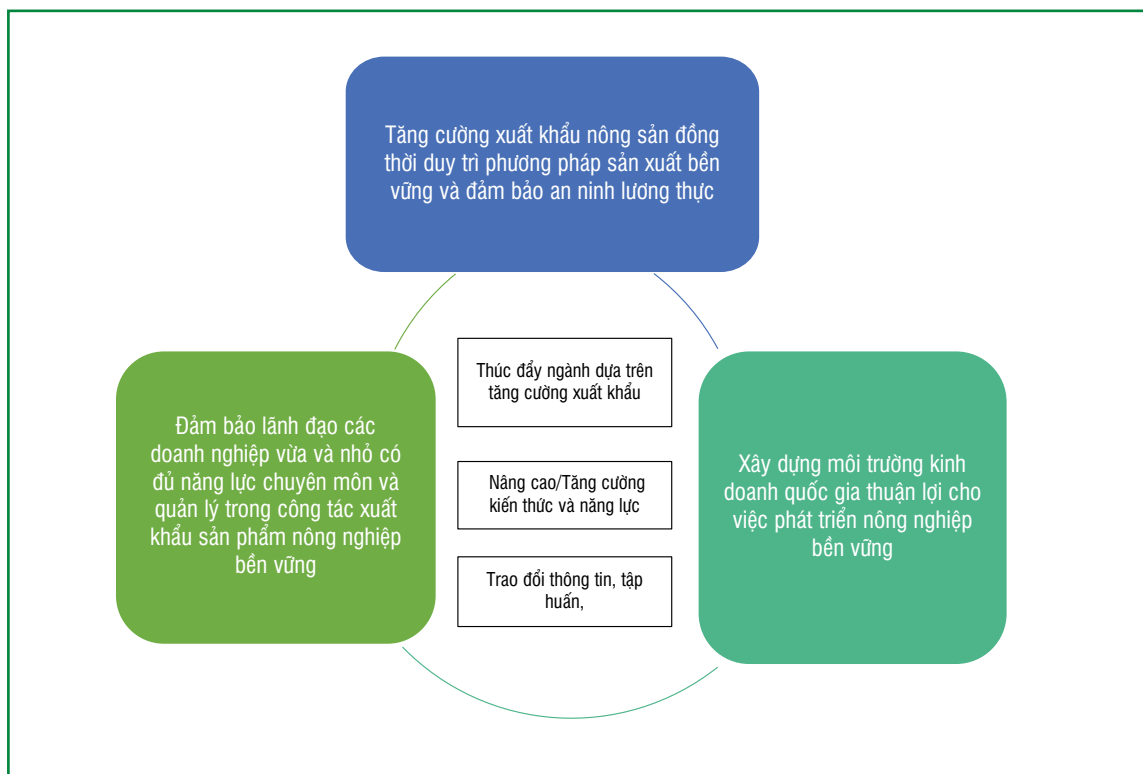 Tăng cường xuất khẩu nông sản đồng
thời duy trì phương pháp sản xuất bền
vững và đảm bảo an ninh lương thực
Thúc đẩy ngành dựa trên
tăng cường xuất khẩu
Đảm bảo lãnh đạo các
doanh nghiệp vừa và nhỏ có
đủ năng lực chuyên môn và
quản lý trong công tác xuất
khẩu sản phẩm nông nghiệp
bền vững
Nâng cao/Tăng cường
kiến thức và năng lực
Trao đổi thông tin, tập
huấn,
Xây dựng môi trường kinh
doanh quốc gia thuận lợi cho
việc phát triển nông nghiệp
bền vững